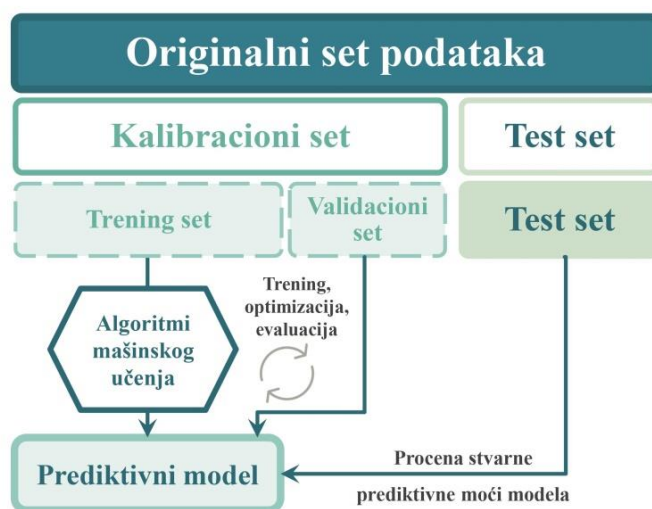 Originalni set podataka
Kalibracioni set
Test set
Trening set
Validacioni
set
Test set
Trening,
optimizacija,
evaluacija
Algoritmi
mašinskog
učenja
Prediktivni model
Procena stvarne
prediktivne moći modela